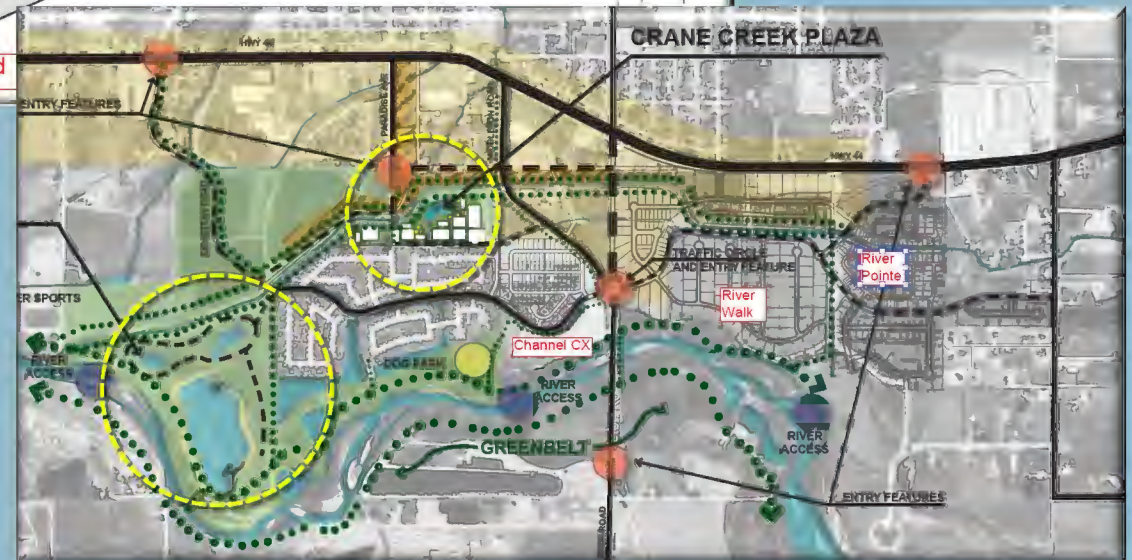 d
CRANE CREEK PLAZA
HWY 44
ENTRY FEATURES
HWY 44
TRAFFIC CIRCLE
AND ENTRY FEATURE
River
Pointe
River
Walk
ER SPORTS
Channel CX
DOG PARK
RIVER
ACCESS
RIVER
ACCESS
RIVER
ACCESS
GREENBELT
ENTRY FEATURES
ROAD